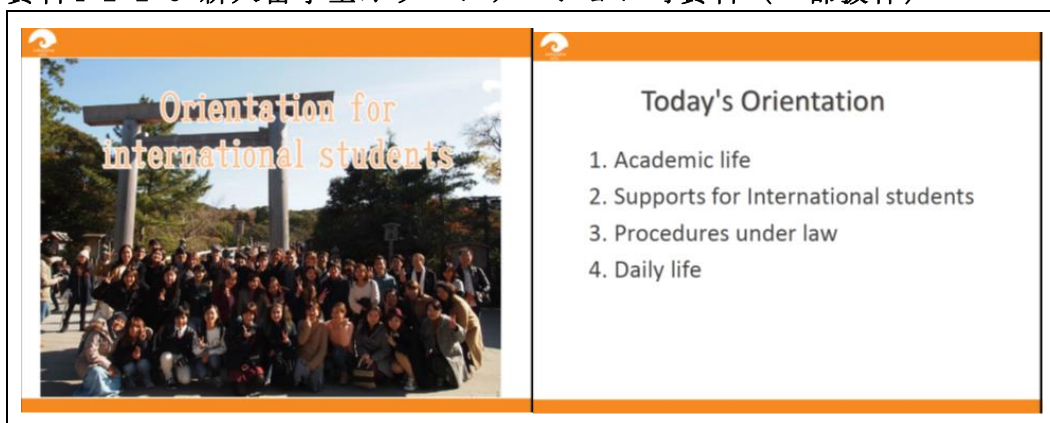 Orientation for
international students
Today's Orientation
1. Academic life
2. Supports for International students
3. Procedures under law
4. Daily life